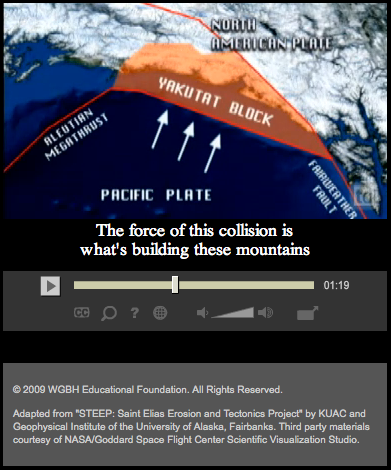 NORTH
AMERICAN PLATE
YAKUTAT BLOCK
ALEUTIAN
MEGATHRUST
FAIRWEATHER
FAULT
PACIFIC PLATE
The force of this collision is
what's building these mountains
01:19
CC
?
© 2009 WGBH Educational Foundation. All Rights Reserved.
Adapted from "STEEP: Saint Elias Erosion and Tectonics Project" by KUAC and
Geophysical Institute of the University of Alaska, Fairbanks. Third party materials
courtesy of NASA/Goddard Space Flight Center Scientific Visualization Studio.